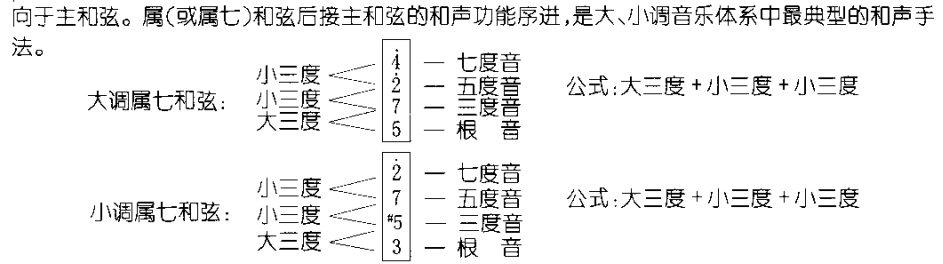 向于主和弦。属(或属七)和弦后接主和弦的和声功能序进,是大、小调音乐体系中最典型的和声手
法。
4̇ — 七度音
小三度
2̇ — 五度音
公式:大三度+小三度+小三度
大调属七和弦:
小三度
7 — 三度音
大三度
5 — 根 音
2̇ — 七度音
小三度
7 — 五度音
公式:大三度+小三度+小三度
小调属七和弦:
小三度
#5 — 三度音
大三度
3 — 根 音